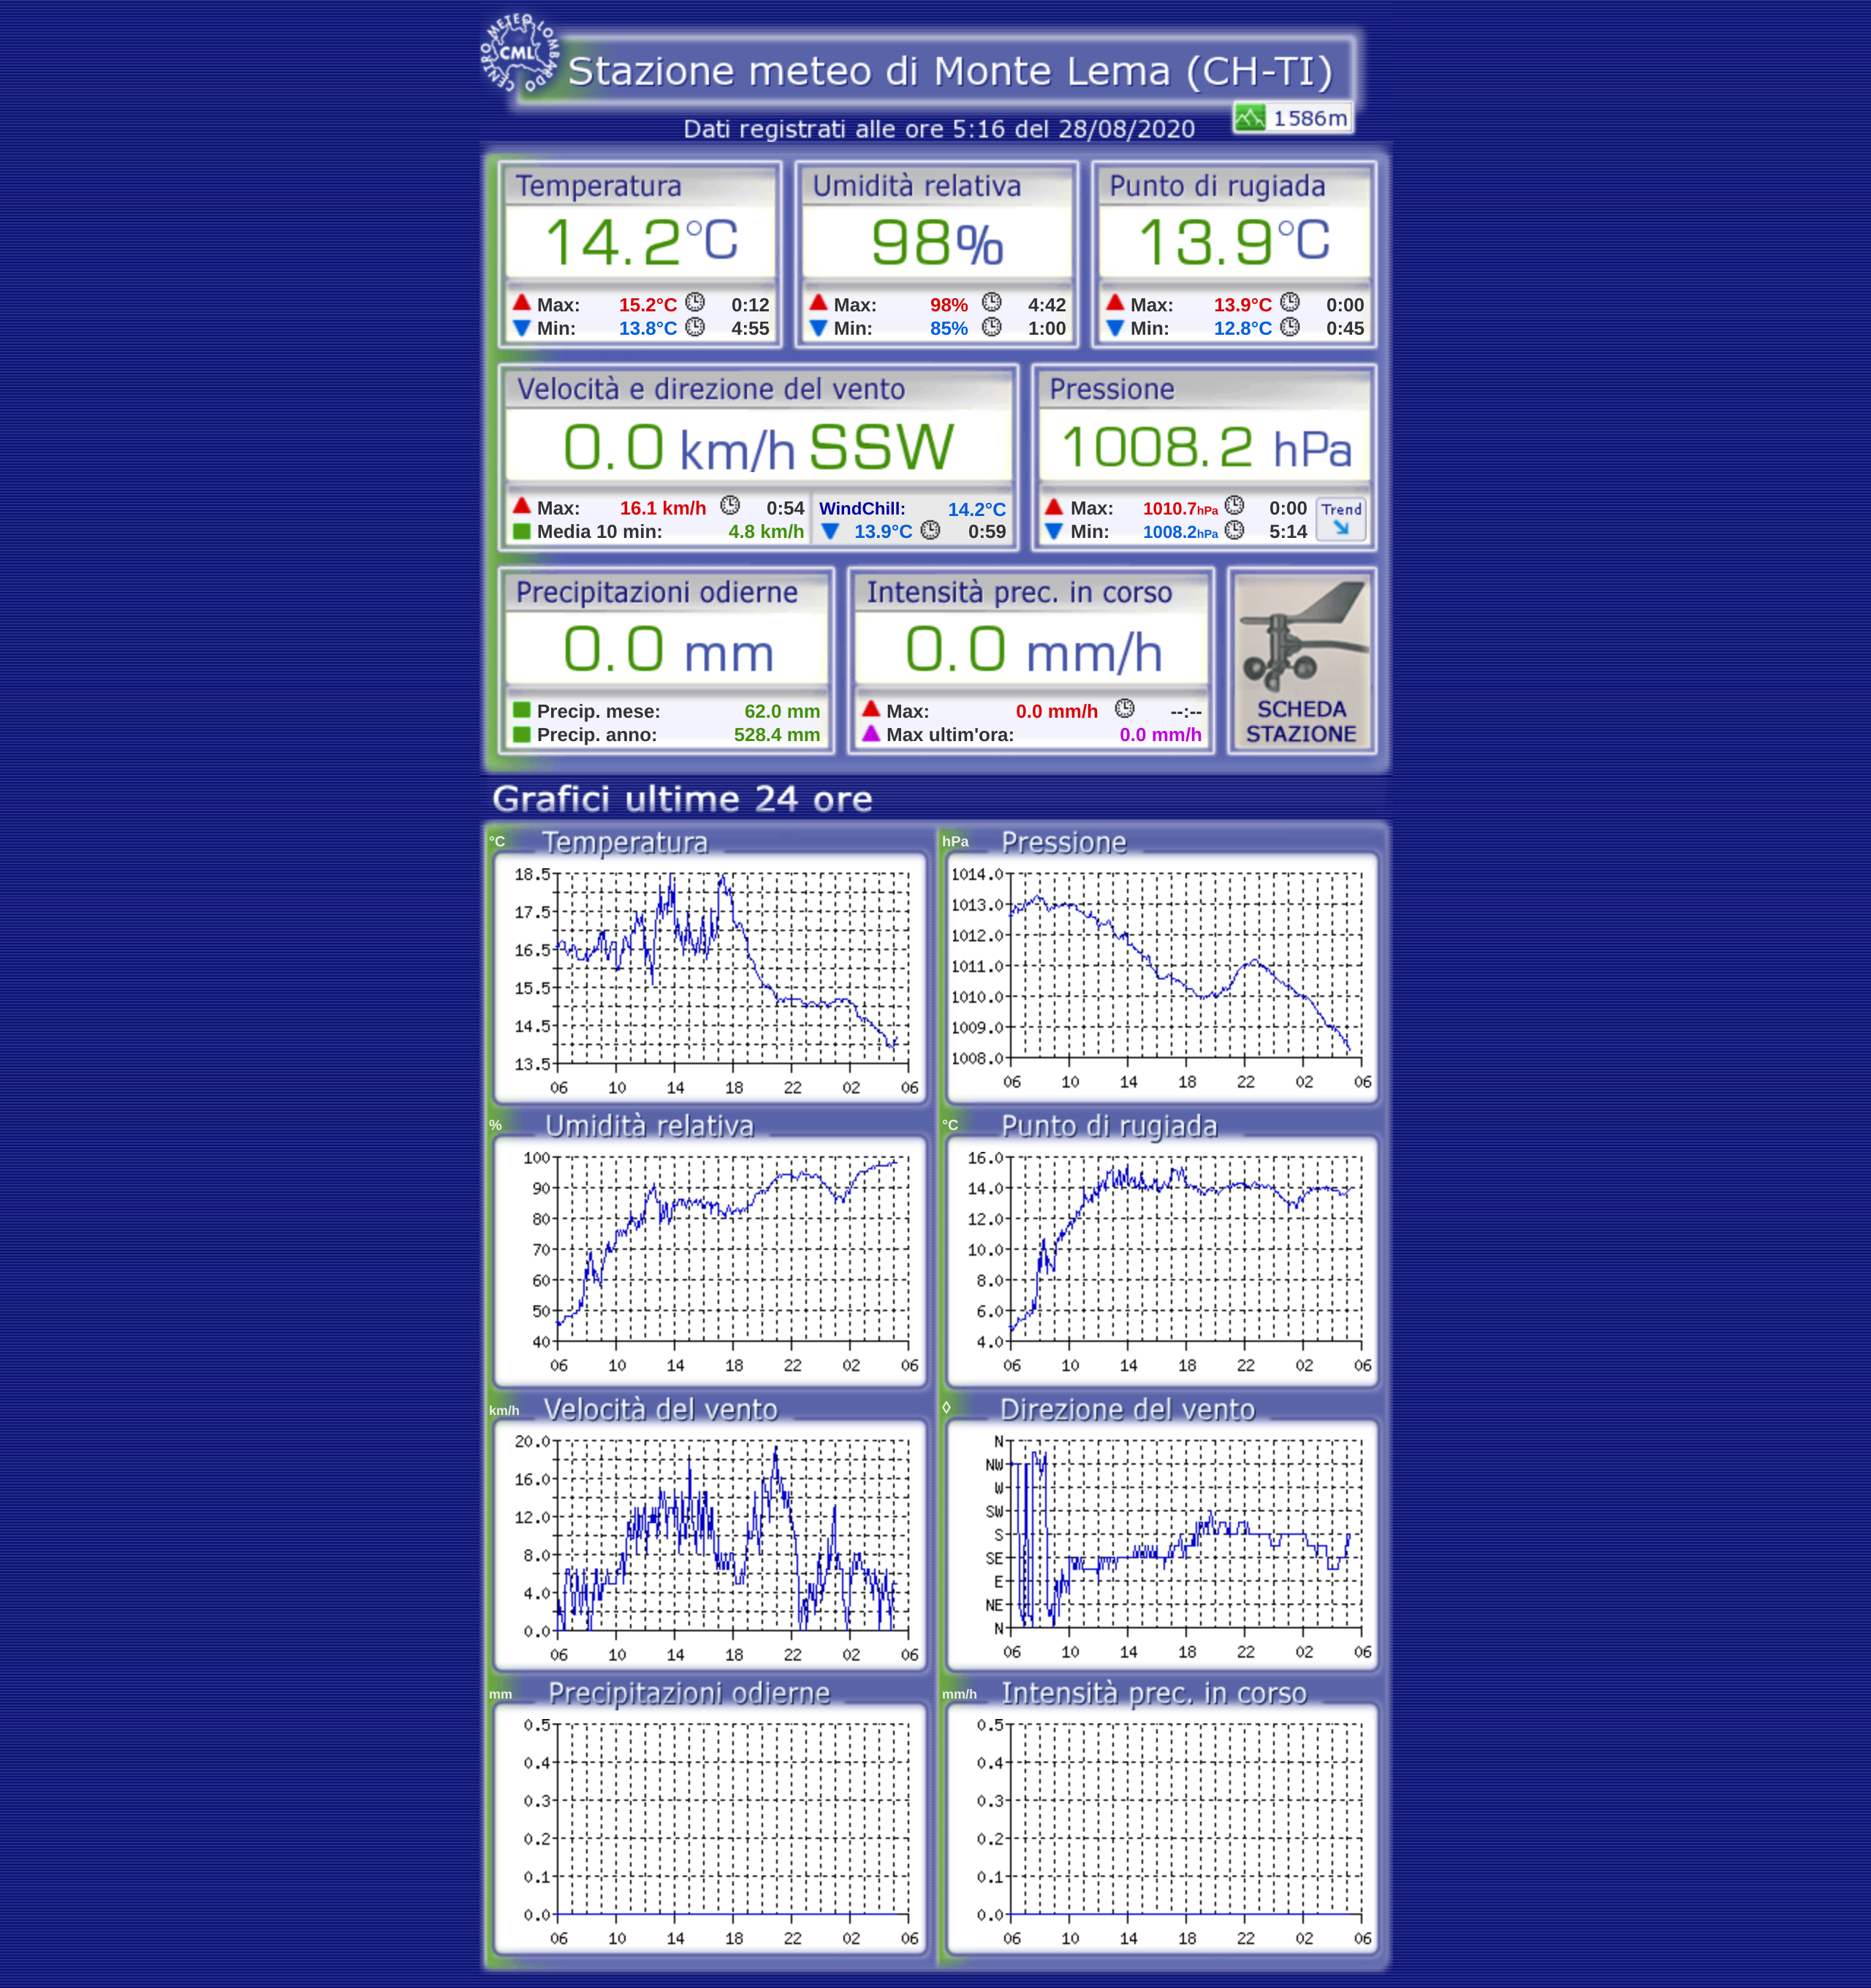 CENTRO METEO LOMBARDO
CML
Stazione meteo di Monte Lema (CH-TI)
1586m
Dati registrati alle ore 5:16 del 28/08/2020
Temperatura Umidità relativa Punto di rugiada
14.2°C 98% 13.9°C
Max: 15.2°C 0:12 Max: 98% 4:42 Max: 13.9°C 0:00
Min: 13.8°C 4:55 Min: 85% 1:00 Min: 12.8°C 0:45
Velocità e direzione del vento Pressione
0.0 km/h SSW 1008.2 hPa
Max: 16.1 km/h 0:54 WindChill: 14.2°C Max: 1010.7hPa 0:00 Trend
Media 10 min: 4.8 km/h 13.9°C 0:59 Min: 1008.2hPa 5:14
Precipitazioni odierne Intensità prec. in corso
0.0 mm 0.0 mm/h
Precip. mese: 62.0 mm Max: 0.0 mm/h --:-- SCHEDA
Precip. anno: 528.4 mm Max ultim'ora: 0.0 mm/h STAZIONE
Grafici ultime 24 ore
°C Temperatura
18.5
17.5
16.5
15.5
14.5
13.5
06 10 14 18 22 02 06
hPa Pressione
1014.0
1013.0
1012.0
1011.0
1010.0
1009.0
1008.0
06 10 14 18 22 02 06
% Umidità relativa
100
90
80
70
60
50
40
06 10 14 18 22 02 06
°C Punto di rugiada
16.0
14.0
12.0
10.0
8.0
6.0
4.0
06 10 14 18 22 02 06
km/h Velocità del vento
20.0
16.0
12.0
8.0
4.0
0.0
06 10 14 18 22 02 06
◊ Direzione del vento
N
NW
W
SW
S
SE
E
NE
N
06 10 14 18 22 02 06
mm Precipitazioni odierne
0.5
0.4
0.3
0.2
0.1
0.0
06 10 14 18 22 02 06
mm/h Intensità prec. in corso
0.5
0.4
0.3
0.2
0.1
0.0
06 10 14 18 22 02 06